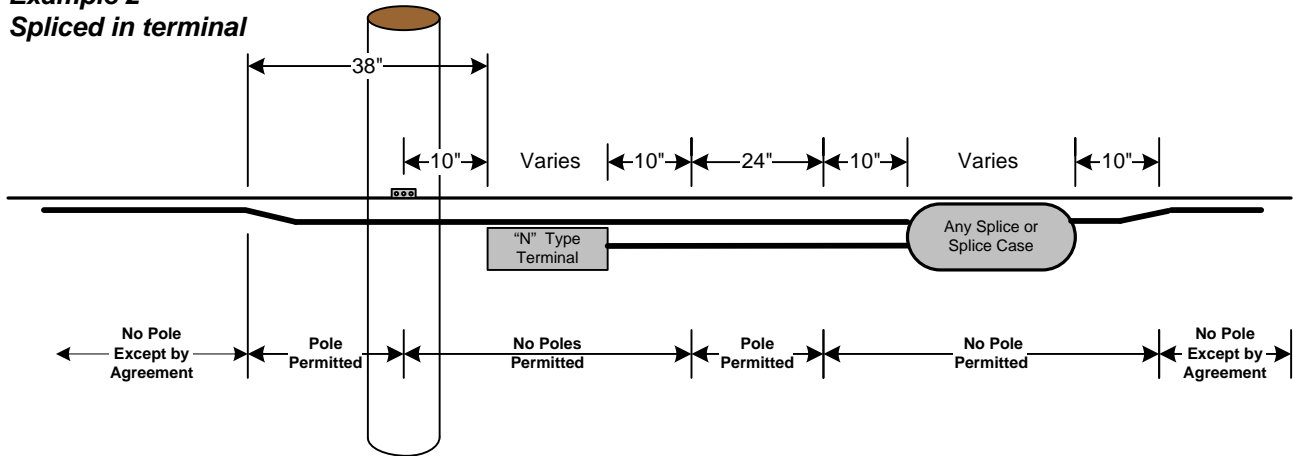 Example 2
Spliced in terminal
38"
10" Varies 10" 24" 10" Varies 10"
"N" Type
Terminal
Any Splice or
Splice Case
No Pole
Except by
Agreement
Pole
Permitted
No Poles
Permitted
Pole
Permitted
No Pole
Permitted
No Pole
Except by
Agreement